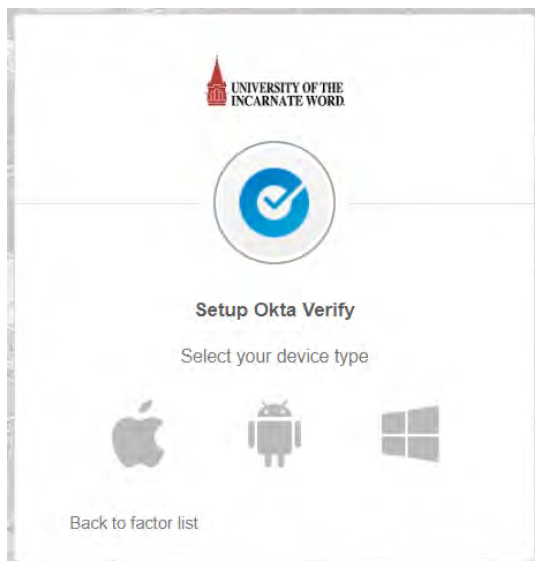 UNIVERSITY OF THE
INCARNATE WORD
Setup Okta Verify
Select your device type
Back to factor list